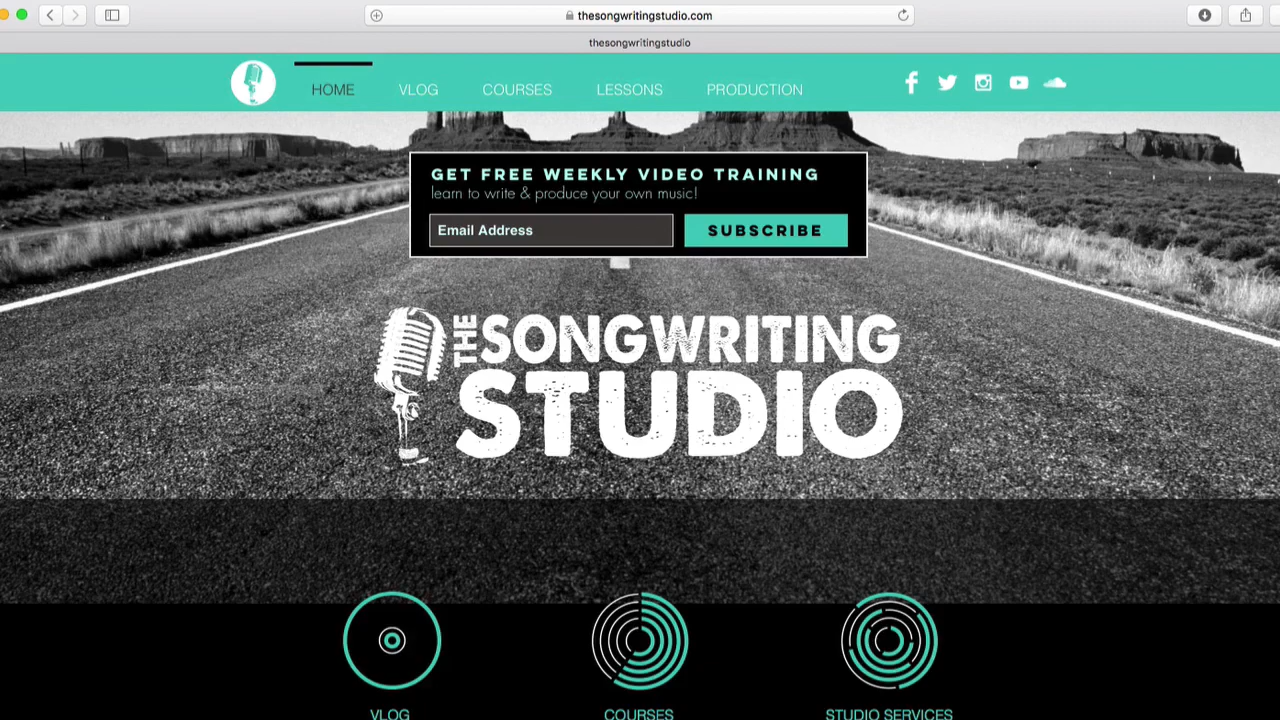 thesongwritingstudio.com
thesongwritingstudio
HOME VLOG COURSES LESSONS PRODUCTION
GET FREE WEEKLY VIDEO TRAINING
learn to write & produce your own music!
Email Address SUBSCRIBE
THE SONGWRITING
STUDIO
VLOG COURSES STUDIO SERVICES